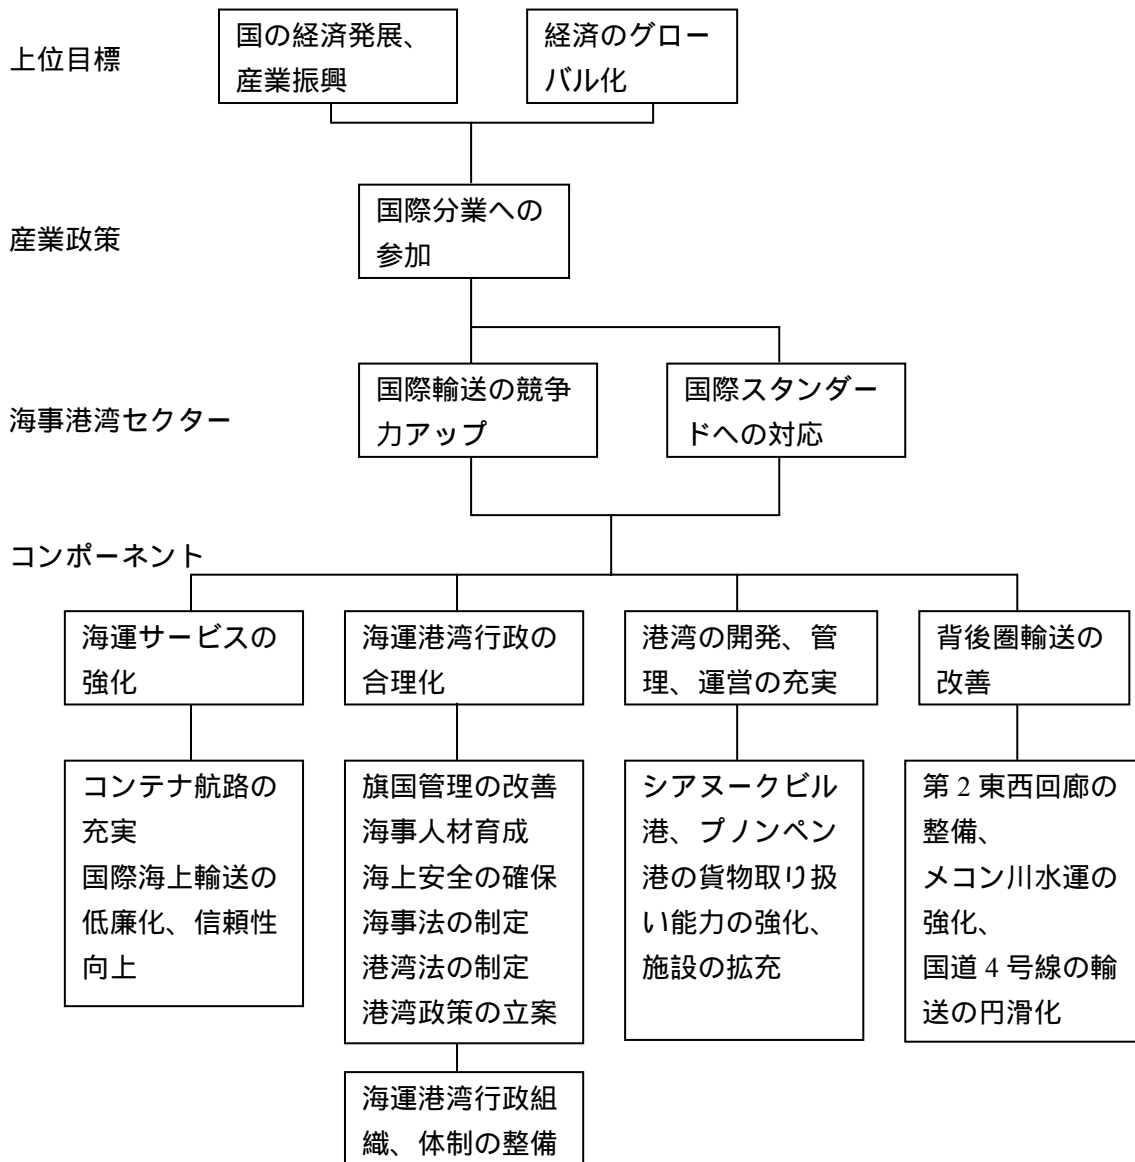 上位目標
国の経済発展、
産業振興
経済のグロー
バル化
産業政策
国際分業への
参加
海事港湾セクター
国際輸送の競争
力アップ
国際スタンダー
ドへの対応
コンポーネント
海運サービスの
強化
海運港湾行政の
合理化
港湾の開発、管
理、運営の充実
背後圏輸送の
改善
コンテナ航路の
充実
国際海上輸送の
低廉化、信頼性
向上
旗国管理の改善
海事人材育成
海上安全の確保
海事法の制定
港湾法の制定
港湾政策の立案
シアヌークビル
港、プノンペン
港の貨物取り扱
い能力の強化、
施設の拡充
第 2 東西回廊の
整備、
メコン川水運の
強化、
国道 4 号線の輸
送の円滑化
海運港湾行政組
織、体制の整備